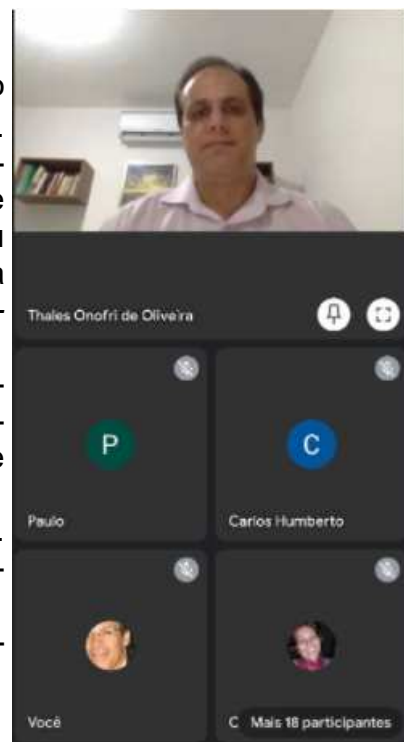 o
-
-
e
u
a
-
-
-
e
-
-
-
Thales Onofri de Oliveira
P
C
Paulo
Carlos Humberto
Você
C Mais 18 participantes